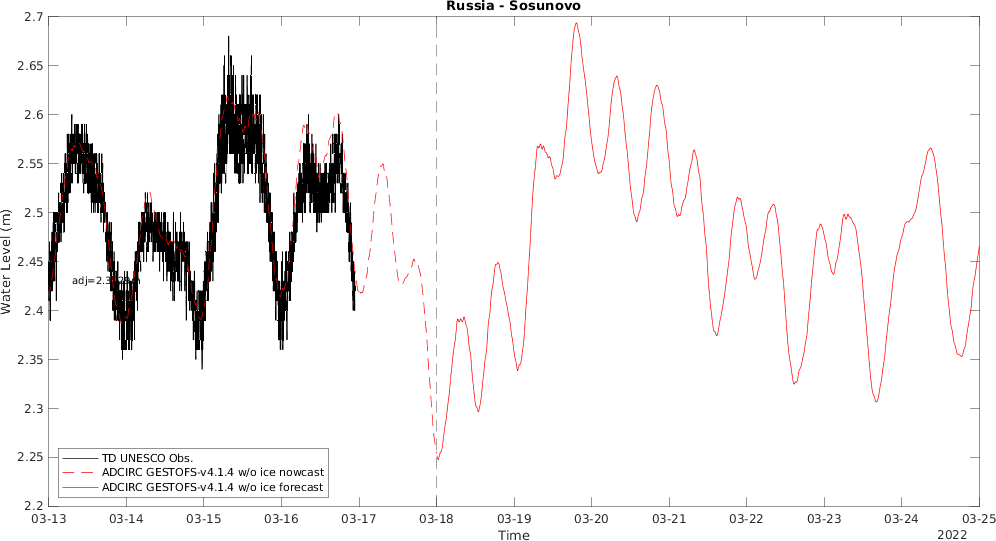 Russia - Sosunovo
2.7
2.65
2.6
2.55
2.5
2.45
2.4
2.35
2.3
2.25
2.2
Water Level (m)
TD UNESCO Obs.
ADCIRC GESTOFS-v4.1.4 w/o ice nowcast
ADCIRC GESTOFS-v4.1.4 w/o ice forecast
03-13 03-14 03-15 03-16 03-17 03-18 03-19 03-20 03-21 03-22 03-23 03-24 03-25
Time
2022